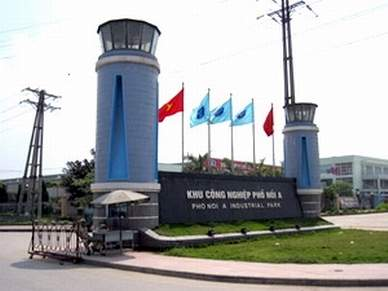 KHU CÔNG NGHIỆP PHỐ NỐI A
PHO NOI A INDUSTRIAL PARK